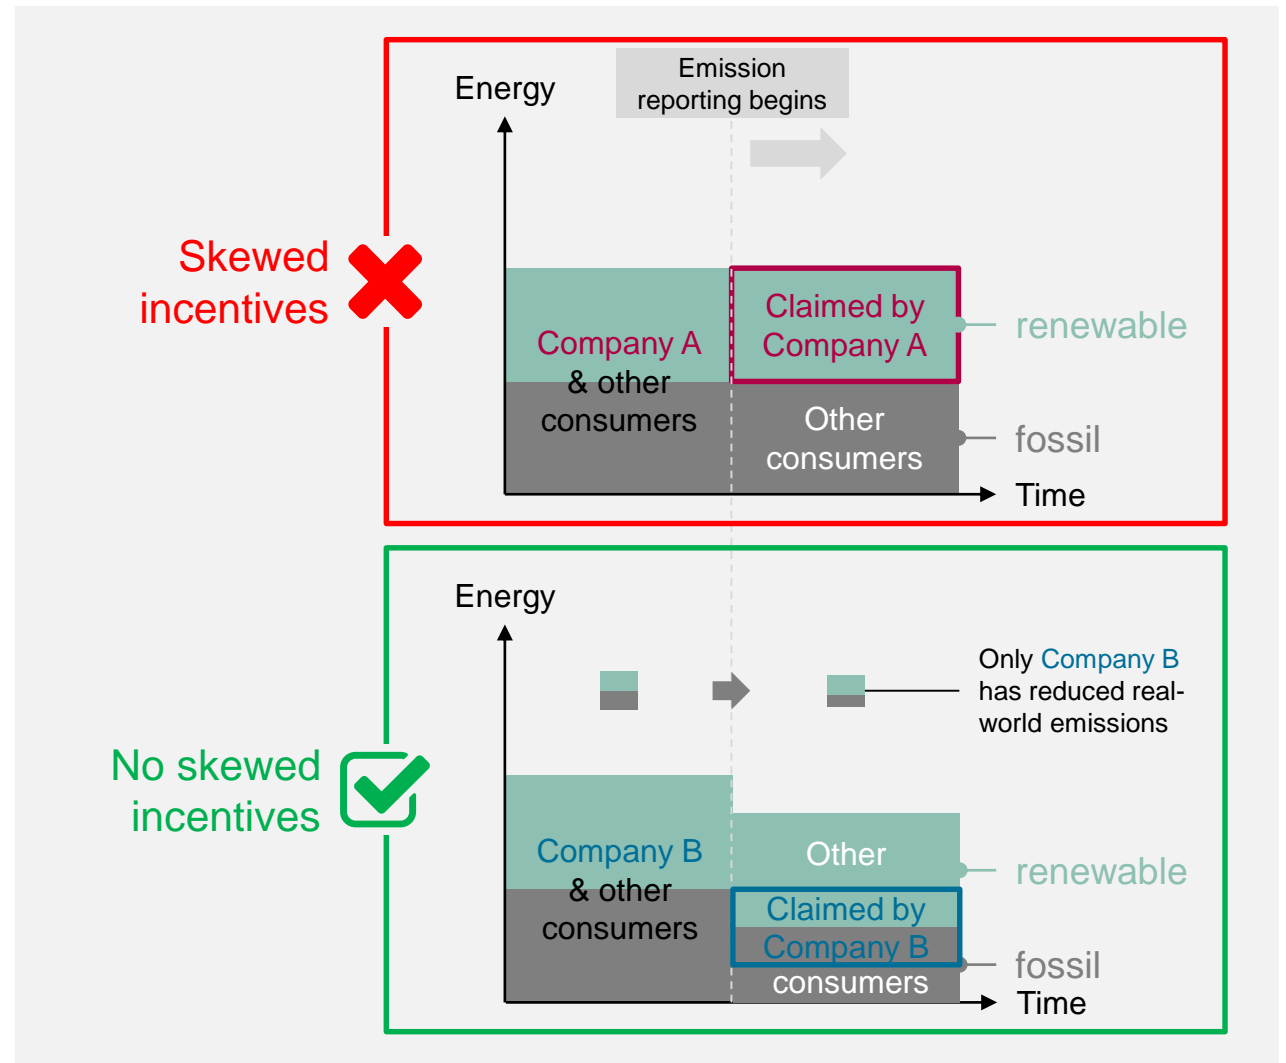 Energy
Emission
reporting begins
Skewed
incentives
Company A
& other
consumers
Claimed by
Company A
Other
consumers
renewable
fossil
Time
Energy
Only Company B
has reduced real-
world emissions
No skewed
incentives
Company B
& other
consumers
Other
Claimed by
Company B
consumers
renewable
fossil
Time